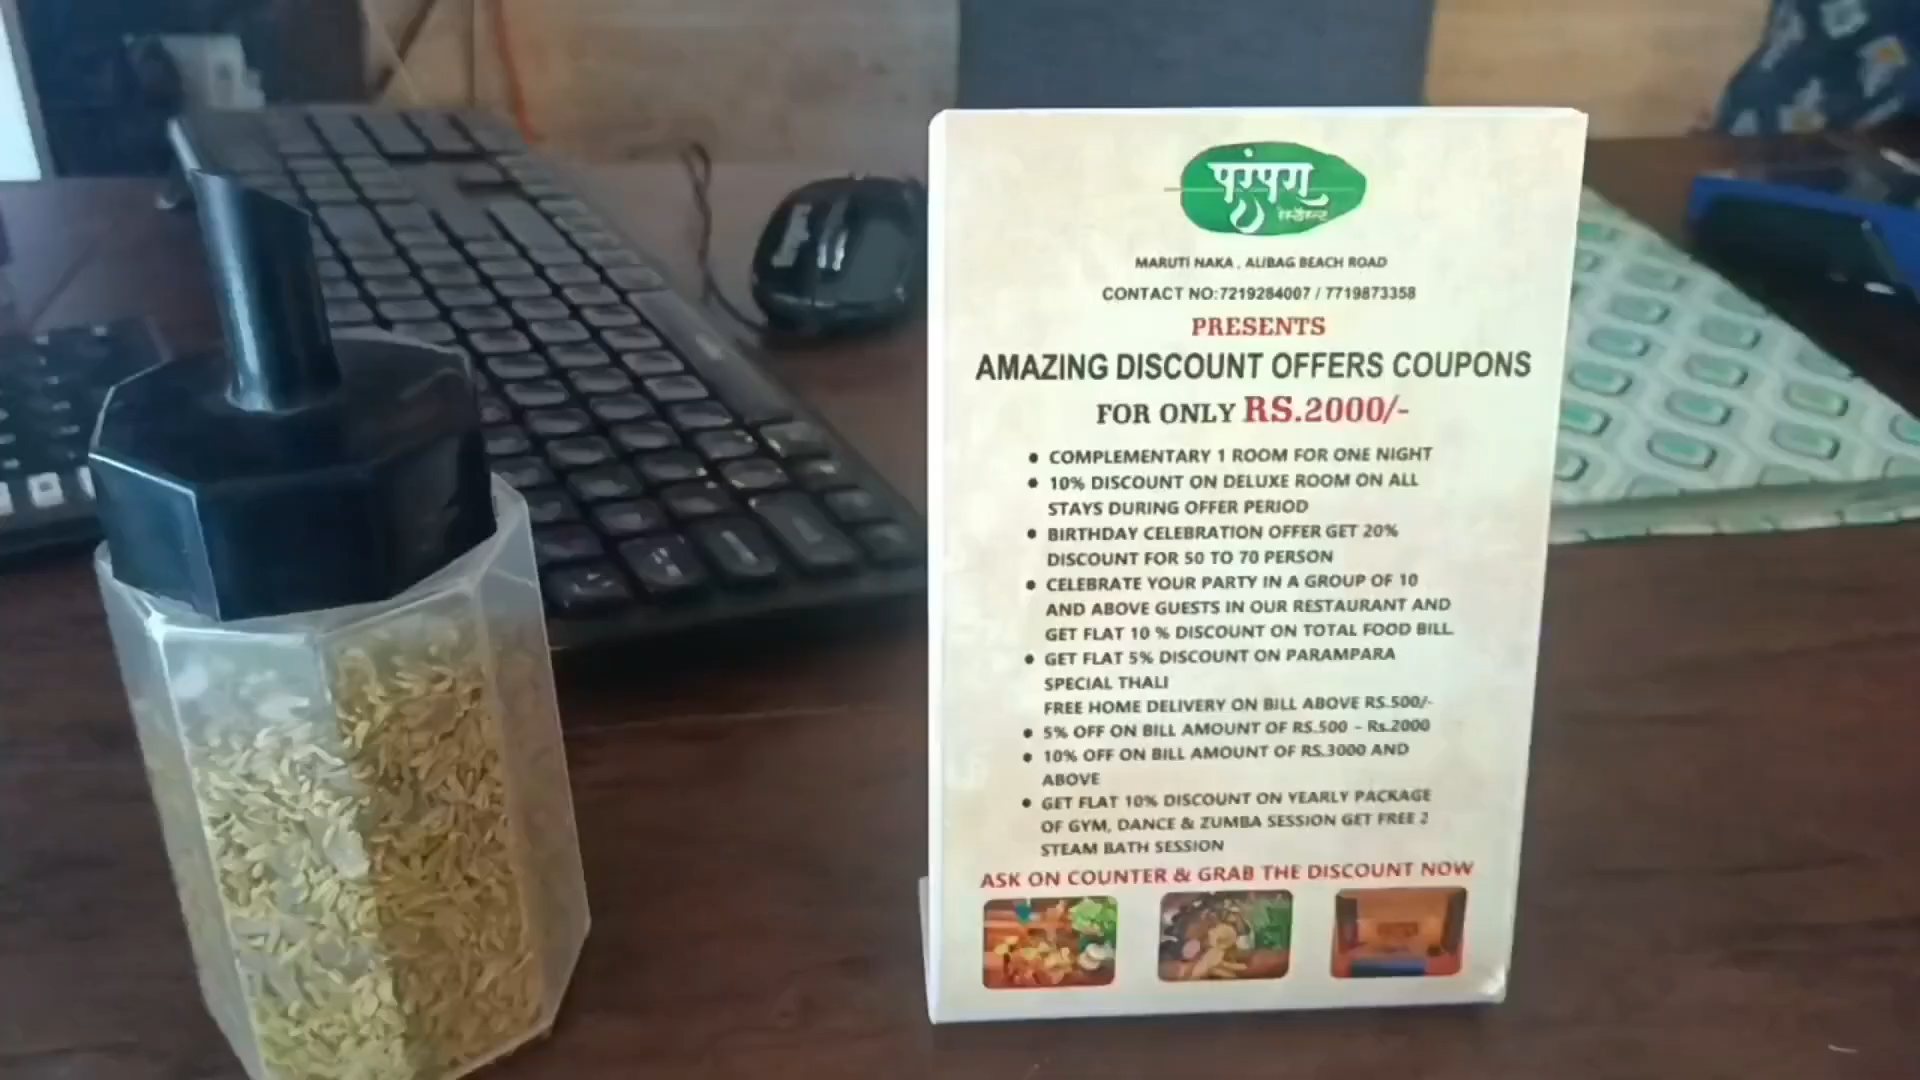 परंपरा
रेस्टॉरन्ट
MARUTI NAKA , ALIBAG BEACH ROAD
CONTACT NO:7219284007 / 7719873358
PRESENTS
AMAZING DISCOUNT OFFERS COUPONS
FOR ONLY RS.2000/-
• COMPLEMENTARY 1 ROOM FOR ONE NIGHT
• 10% DISCOUNT ON DELUXE ROOM ON ALL
STAYS DURING OFFER PERIOD
• BIRTHDAY CELEBRATION OFFER GET 20%
DISCOUNT FOR 50 TO 70 PERSON
• CELEBRATE YOUR PARTY IN A GROUP OF 10
AND ABOVE GUESTS IN OUR RESTAURANT AND
GET FLAT 10 % DISCOUNT ON TOTAL FOOD BILL.
• GET FLAT 5% DISCOUNT ON PARAMPARA
SPECIAL THALI
FREE HOME DELIVERY ON BILL ABOVE RS.500/-
• 5% OFF ON BILL AMOUNT OF RS.500 – Rs.2000
• 10% OFF ON BILL AMOUNT OF RS.3000 AND
ABOVE
• GET FLAT 10% DISCOUNT ON YEARLY PACKAGE
OF GYM, DANCE & ZUMBA SESSION GET FREE 2
STEAM BATH SESSION
ASK ON COUNTER & GRAB THE DISCOUNT NOW